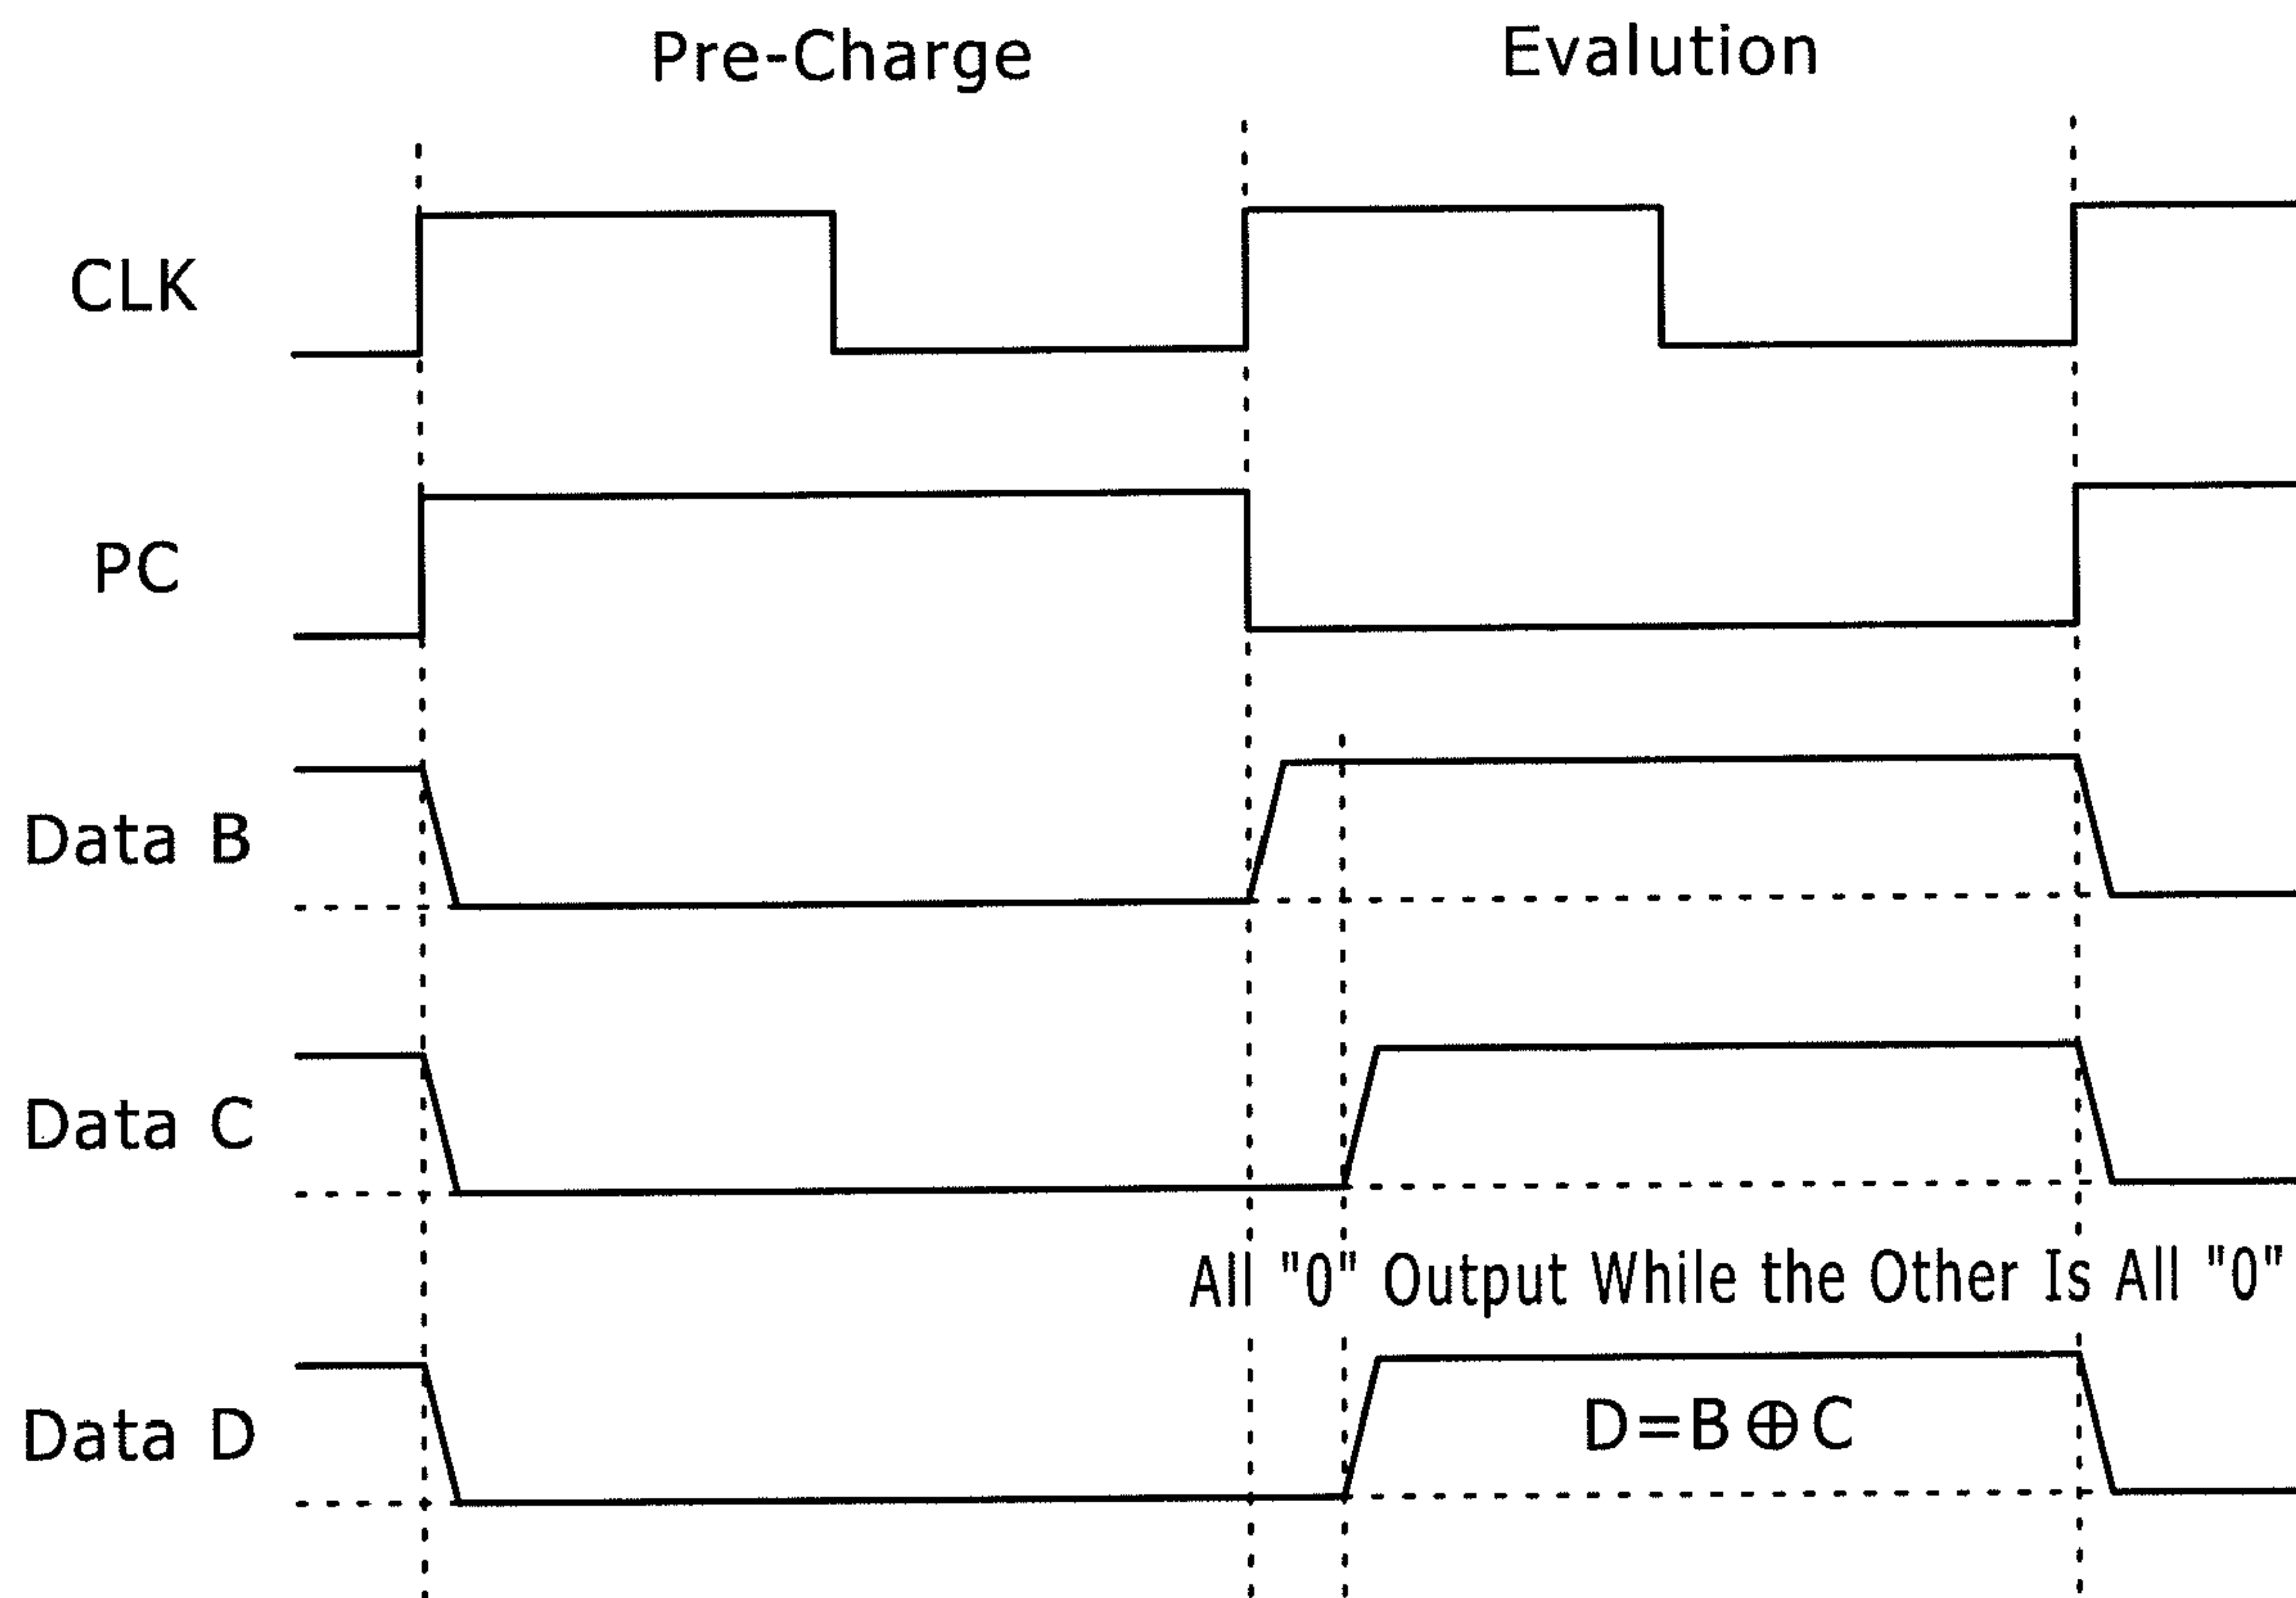 Pre-Charge
Evalution
CLK
PC
Data B
Data C
All "0" Output While the Other Is All "0"
Data D
D=B⊕C